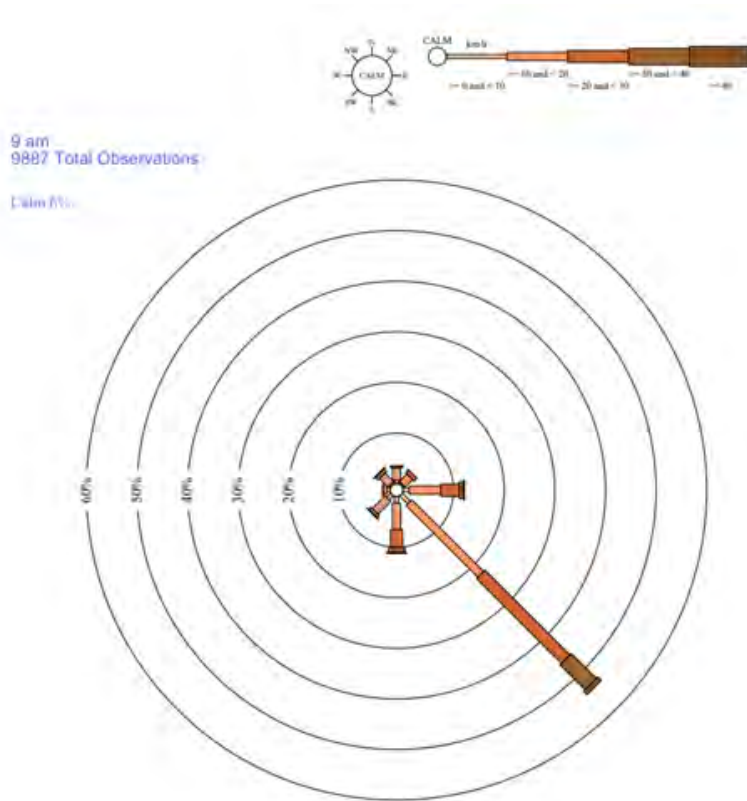 N
NW NE
CALM
W CALM E
SW SE
S
km/h
>= 10 and < 20 >= 30 and < 40
>= 0 and < 10 >= 20 and < 30 >=40
9 am
9887 Total Observations
Calm
60% 50% 40% 30% 20% 10%